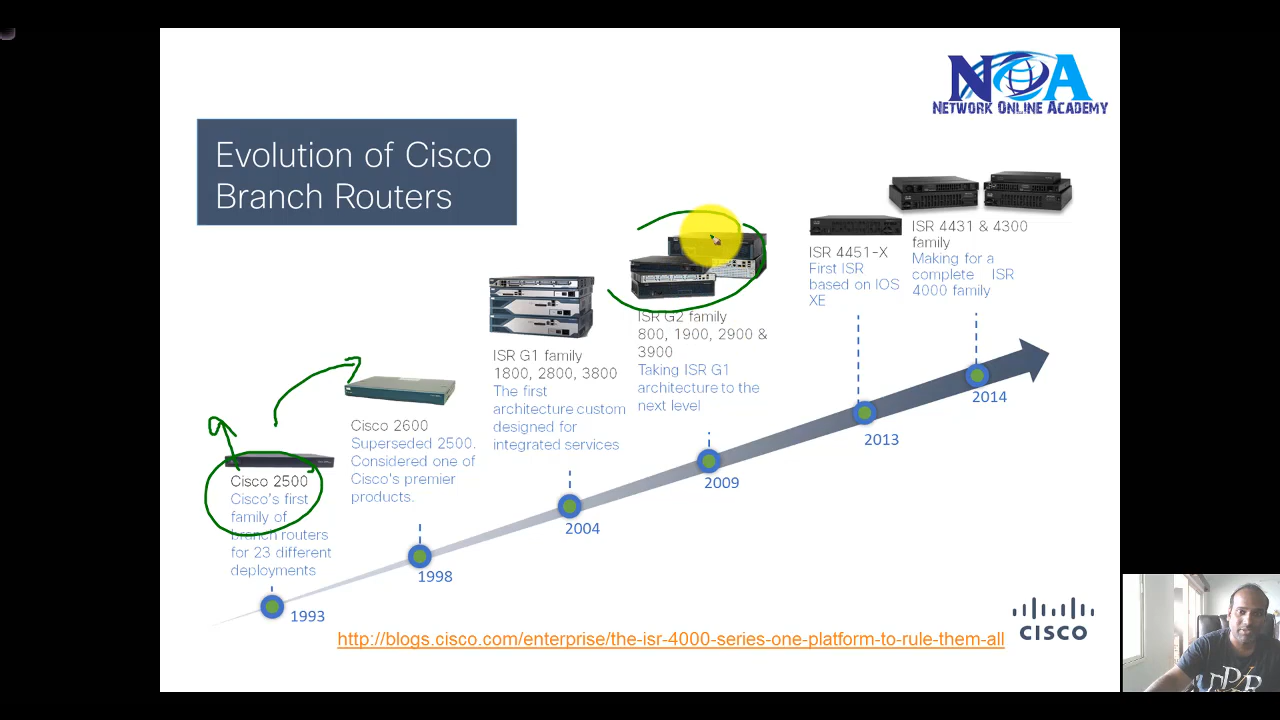 NOA
NETWORK ONLINE ACADEMY
Evolution of Cisco
Branch Routers
ISR 4431 & 4300
family
Making for a
complete ISR
4000 family
ISR 4451-X
First ISR
based on IOS
XE
ISR G2 family
800, 1900, 2900 &
3900
Taking ISR G1
architecture to the
next level
ISR G1 family
1800, 2800, 3800
The first
architecture custom
designed for
integrated services
Cisco 2600
Superseded 2500.
Considered one of
Cisco's premier
products.
Cisco 2500
Cisco's first
family of
branch routers
for 23 different
deployments
1993
1998
2004
2009
2013
2014
http://blogs.cisco.com/enterprise/the-isr-4000-series-one-platform-to-rule-them-all
CISCO